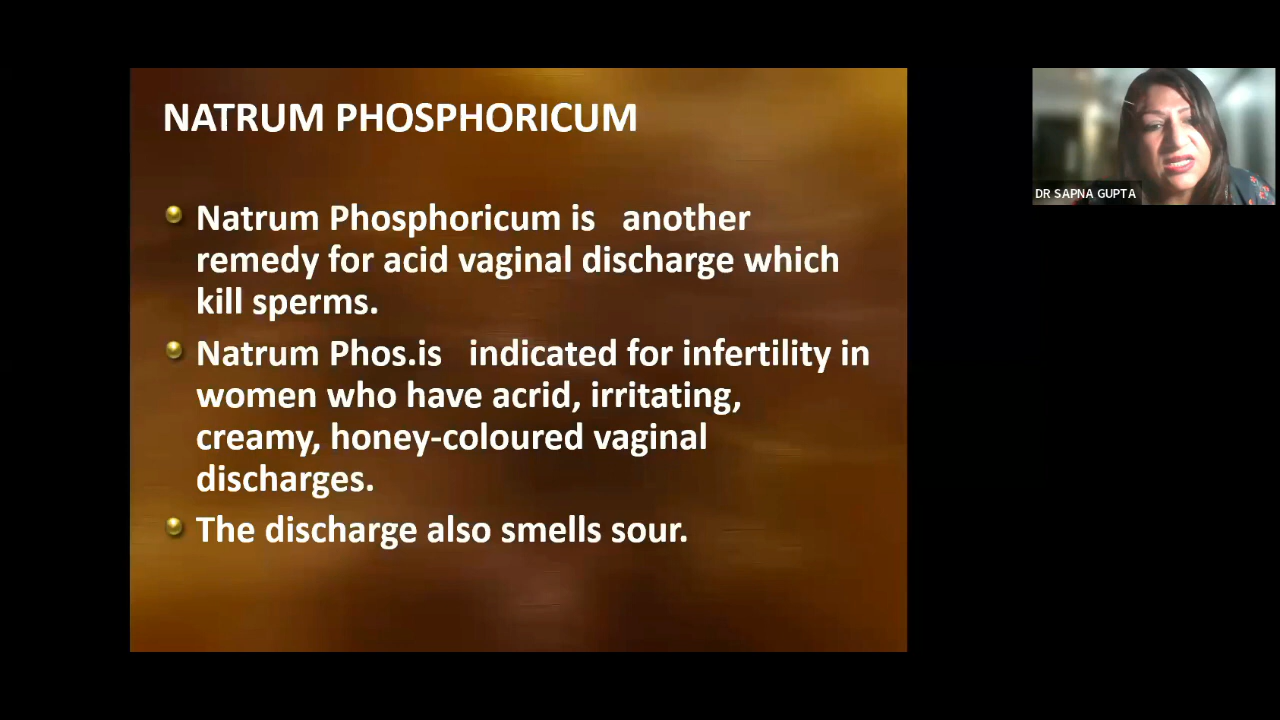 NATRUM PHOSPHORICUM
Natrum Phosphoricum is   another
remedy for acid vaginal discharge which
kill sperms.
Natrum Phos.is   indicated for infertility in
women who have acrid, irritating,
creamy, honey-coloured vaginal
discharges.
The discharge also smells sour.
DR SAPNA GUPTA